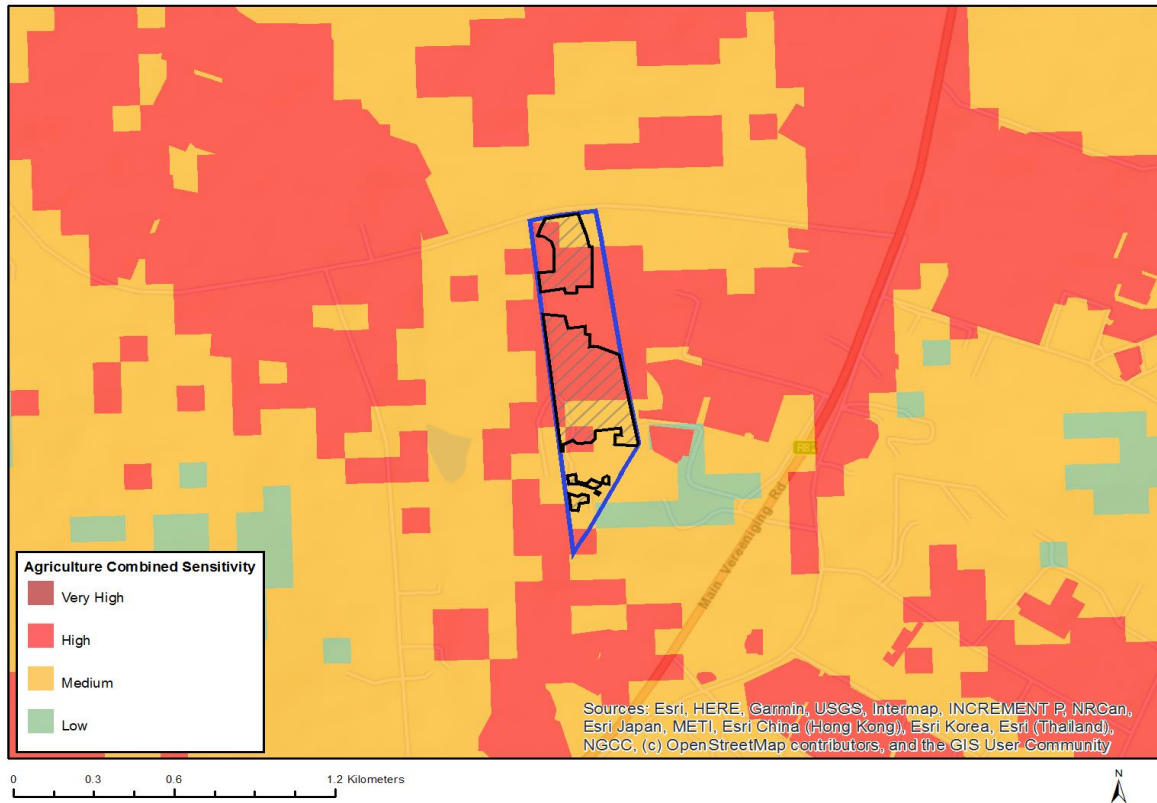 R82
Main Vereeniging Rd
Agriculture Combined Sensitivity
Very High
High
Medium
Low
Sources: Esri, HERE, Garmin, USGS, Intermap, INCREMENT P, NRCan,
Esri Japan, METI, Esri China (Hong Kong), Esri Korea, Esri (Thailand),
NGCC, (c) OpenStreetMap contributors, and the GIS User Community
0 0.3 0.6 1.2 Kilometers
N